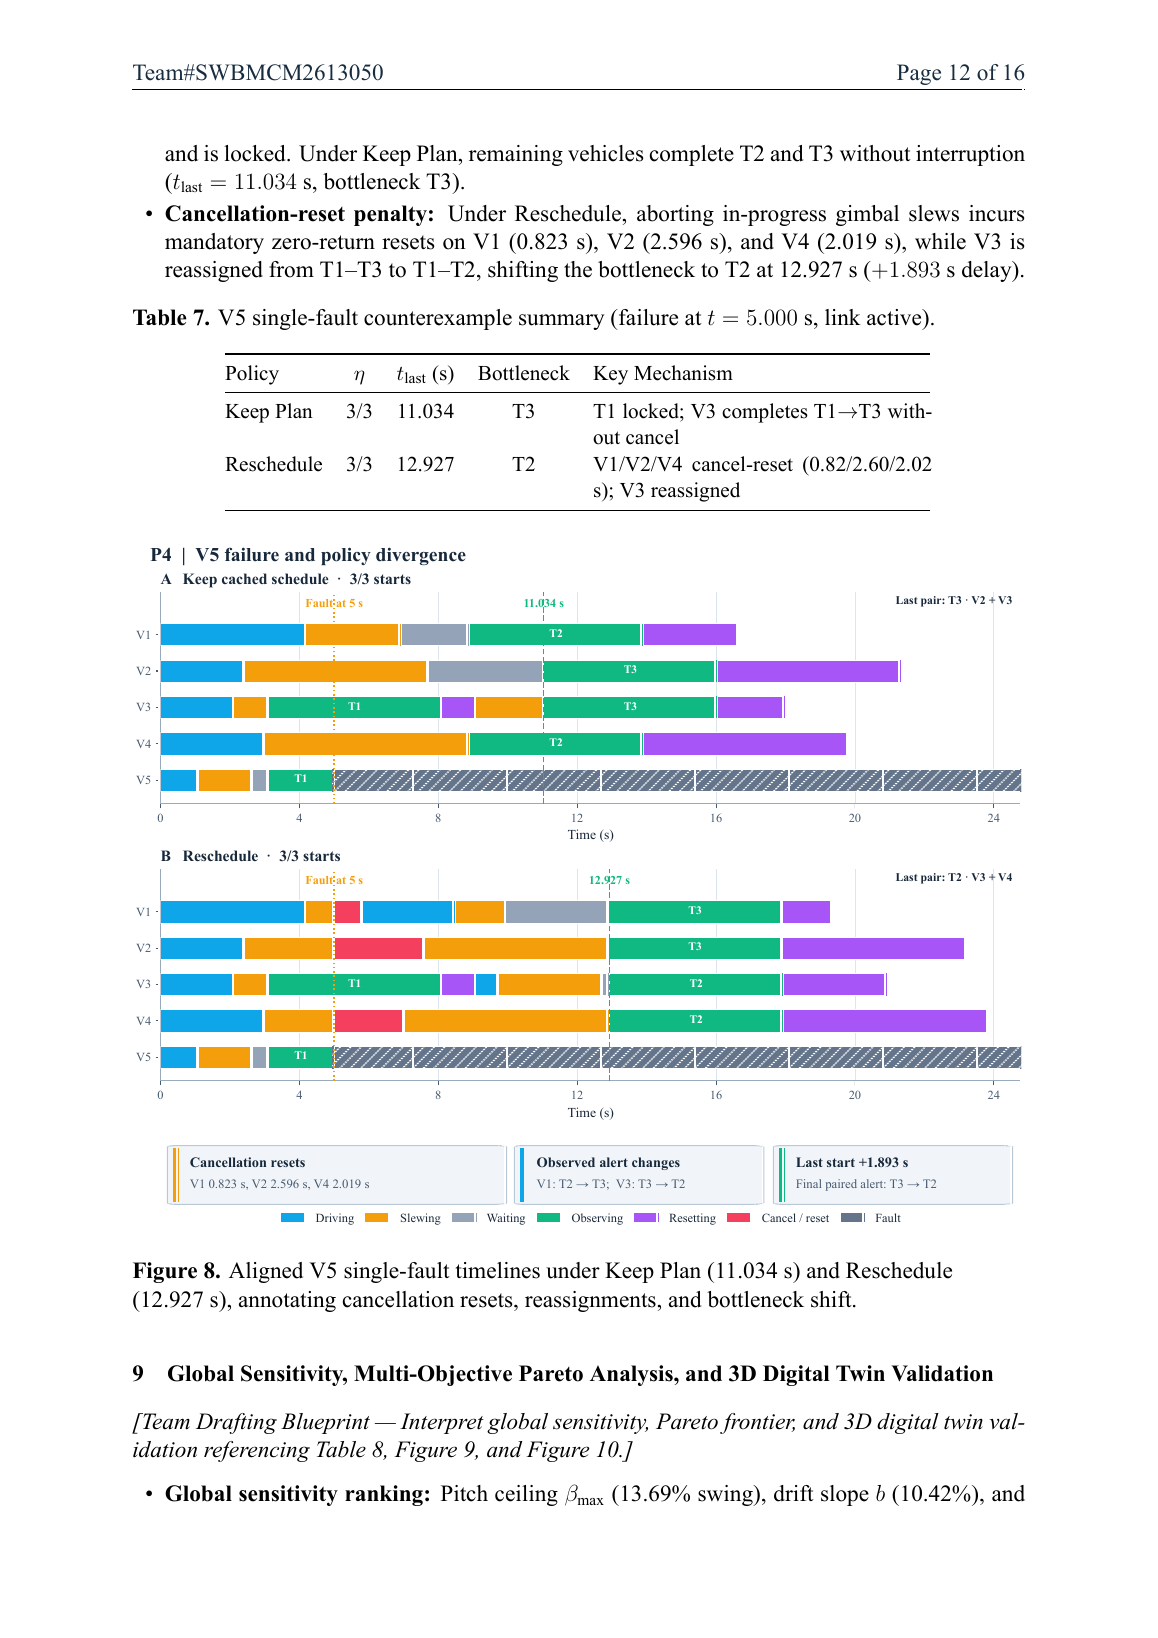 Team#SWBMCM2613050 Page 12 of 16
and is locked. Under Keep Plan, remaining vehicles complete T2 and T3 without interruption
(t_last = 11.034 s, bottleneck T3).
• Cancellation-reset penalty: Under Reschedule, aborting in-progress gimbal slews incurs
mandatory zero-return resets on V1 (0.823 s), V2 (2.596 s), and V4 (2.019 s), while V3 is
reassigned from T1–T3 to T1–T2, shifting the bottleneck to T2 at 12.927 s (+1.893 s delay).
Table 7. V5 single-fault counterexample summary (failure at t = 5.000 s, link active).
Policy η t_last (s) Bottleneck Key Mechanism
Keep Plan 3/3 11.034 T3 T1 locked; V3 completes T1→T3 with-
out cancel
Reschedule 3/3 12.927 T2 V1/V2/V4 cancel-reset (0.82/2.60/2.02
s); V3 reassigned
P4 | V5 failure and policy divergence
A Keep cached schedule · 3/3 starts
Fault at 5 s 11.034 s Last pair: T3 · V2 + V3
V1 T2
V2 T3
V3 T1 T3
V4 T2
V5 T1
0 4 8 12 16 20 24
Time (s)
B Reschedule · 3/3 starts
Fault at 5 s 12.927 s Last pair: T2 · V3 + V4
V1 T3
V2 T3
V3 T1 T2
V4 T2
V5 T1
0 4 8 12 16 20 24
Time (s)
Cancellation resets Observed alert changes Last start +1.893 s
V1 0.823 s, V2 2.596 s, V4 2.019 s V1: T2 → T3; V3: T3 → T2 Final paired alert: T3 → T2
Driving Slewing Waiting Observing Resetting Cancel / reset Fault
Figure 8. Aligned V5 single-fault timelines under Keep Plan (11.034 s) and Reschedule
(12.927 s), annotating cancellation resets, reassignments, and bottleneck shift.
9 Global Sensitivity, Multi-Objective Pareto Analysis, and 3D Digital Twin Validation
[Team Drafting Blueprint — Interpret global sensitivity, Pareto frontier, and 3D digital twin val-
idation referencing Table 8, Figure 9, and Figure 10.]
• Global sensitivity ranking: Pitch ceiling β_max (13.69% swing), drift slope b (10.42%), and